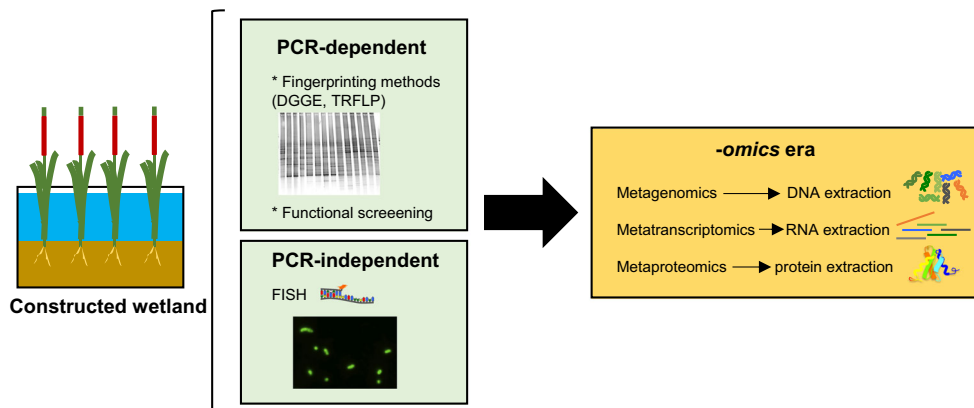 Constructed wetland
PCR-dependent
* Fingerprinting methods
(DGGE, TRFLP)
* Functional screeening
PCR-independent
FISH
-omics era
Metagenomics
DNA extraction
Metatranscriptomics
RNA extraction
Metaproteomics
protein extraction